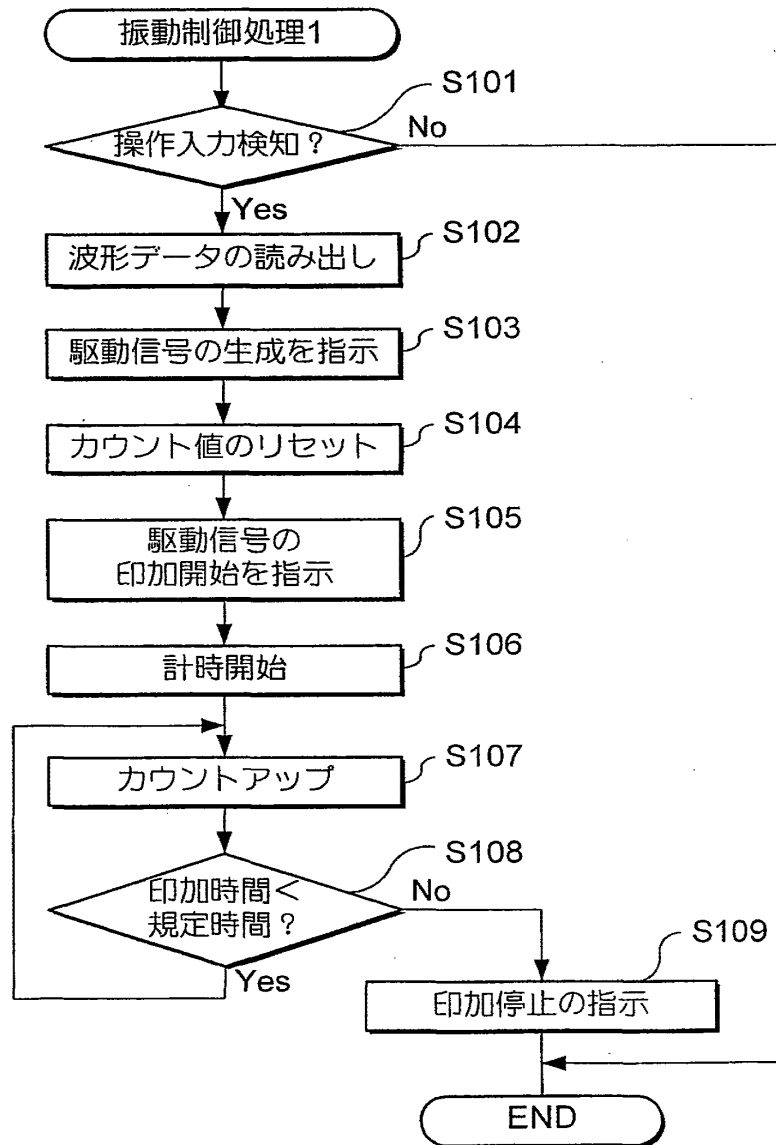 振動制御処理1
S101
操作入力検知?
No
Yes
S102
波形データの読み出し
S103
駆動信号の生成を指示
S104
カウント値のリセット
S105
駆動信号の
印加開始を指示
S106
計時開始
S107
カウントアップ
S108
印加時間<
規定時間?
No
Yes
S109
印加停止の指示
END